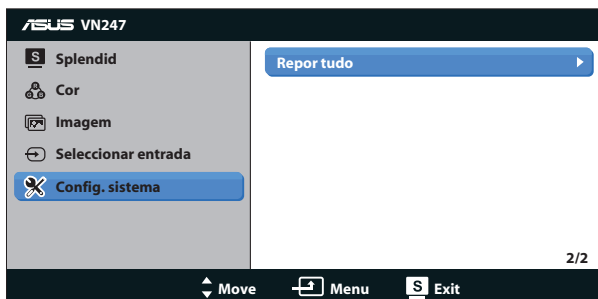 ASUS VN247
S Splendid
Cor
Imagem
Seleccionar entrada
Config. sistema
Repor tudo
2/2
Move Menu S Exit